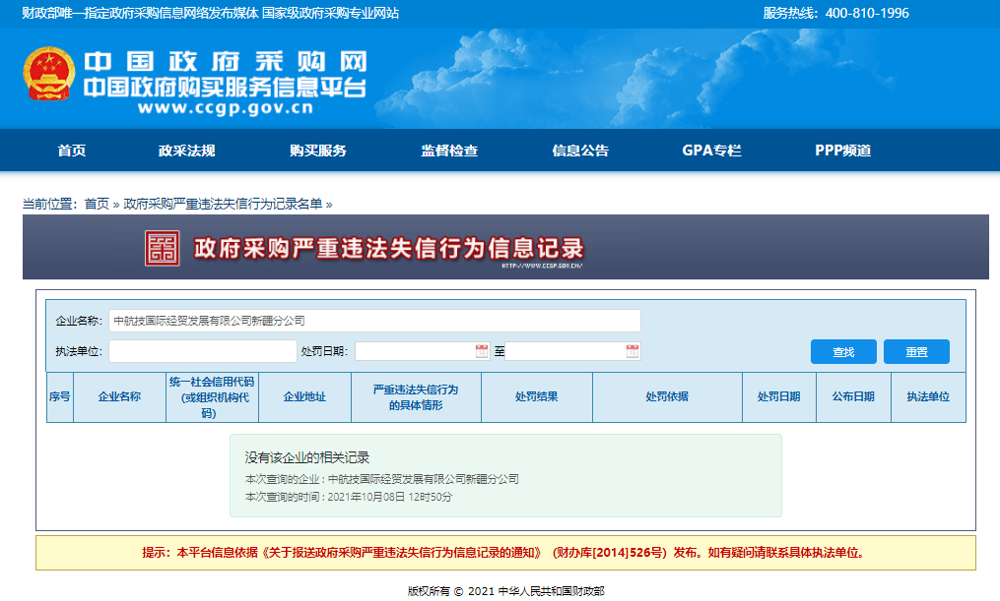 财政部唯一指定政府采购信息网络发布媒体 国家级政府采购专业网站
服务热线：400-810-1996
中国政府采购网
中国政府购买服务信息平台
www.ccgp.gov.cn
首页 政采法规 购买服务 监督检查 信息公告 GPA专栏 PPP频道
当前位置：首页 » 政府采购严重违法失信行为记录名单 »
政府采购严重违法失信行为信息记录
HTTP://WWW.CCGP.GOV.CN/
企业名称: 中航技国际经贸发展有限公司新疆分公司
执法单位: 处罚日期: 至 查找 重置
序号 企业名称 统一社会信用代码(或组织机构代码) 企业地址 严重违法失信行为的具体情形 处罚结果 处罚依据 处罚日期 公布日期 执法单位
没有该企业的相关记录
本次查询的企业 : 中航技国际经贸发展有限公司新疆分公司
本次查询的时间 : 2021年10月08日 12时50分
提示：本平台信息依据《关于报送政府采购严重违法失信行为信息记录的通知》（财办库[2014]526号）发布。如有疑问请联系具体执法单位。
版权所有 © 2021 中华人民共和国财政部